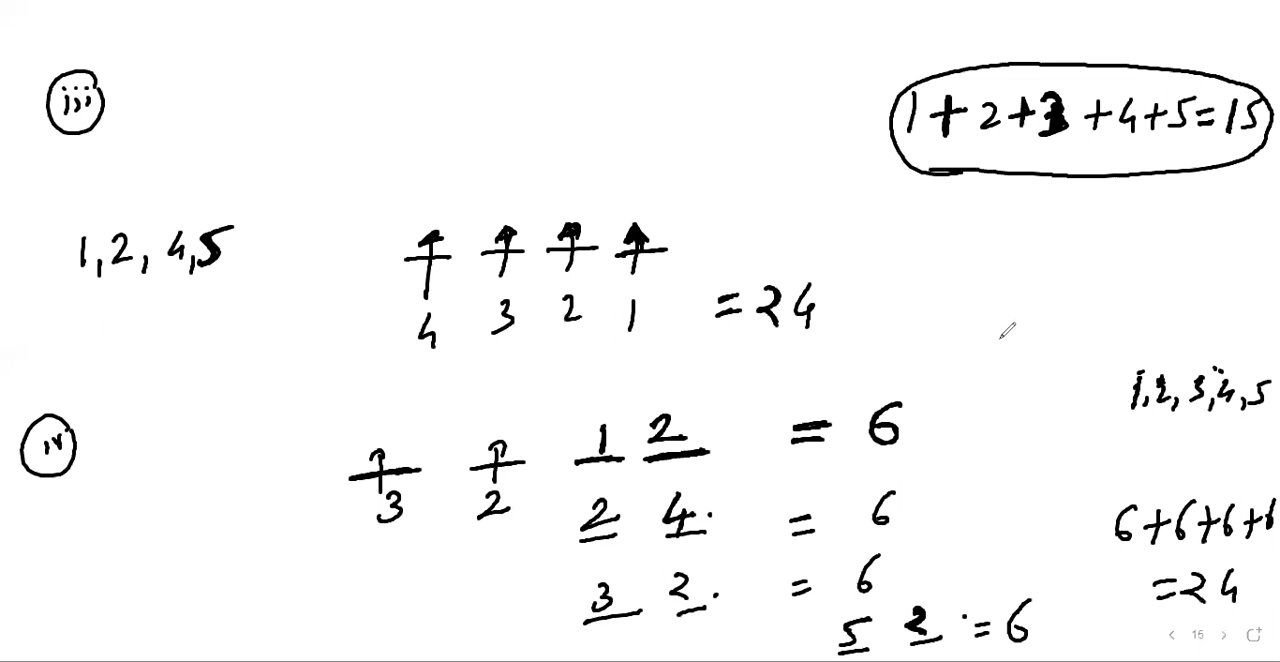 iii
1 + 2 + 3 + 4 + 5 = 15
1, 2, 4, 5
4 3 2 1 = 24
1, 2, 3, 4, 5
iv
1 2 = 6
3 2
2 4 . = 6
6 + 6 + 6 + 6
3 2 . = 6
= 24
5 2 . = 6
< 16 >